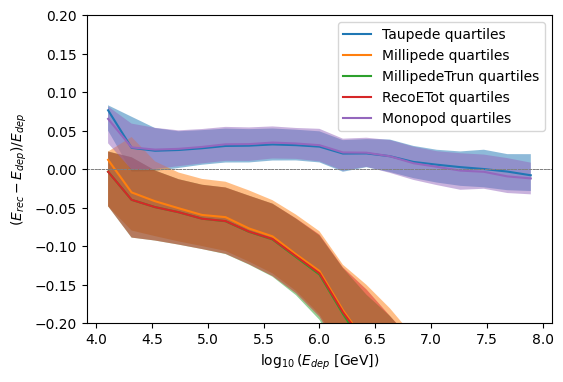 0.20
0.15
0.10
0.05
0.00
−0.05
−0.10
−0.15
−0.20
(E_rec − E_dep)/E_dep
Taupede quartiles
Millipede quartiles
MillipedeTrun quartiles
RecoETot quartiles
Monopod quartiles
4.0 4.5 5.0 5.5 6.0 6.5 7.0 7.5 8.0
log10 (E_dep [GeV])